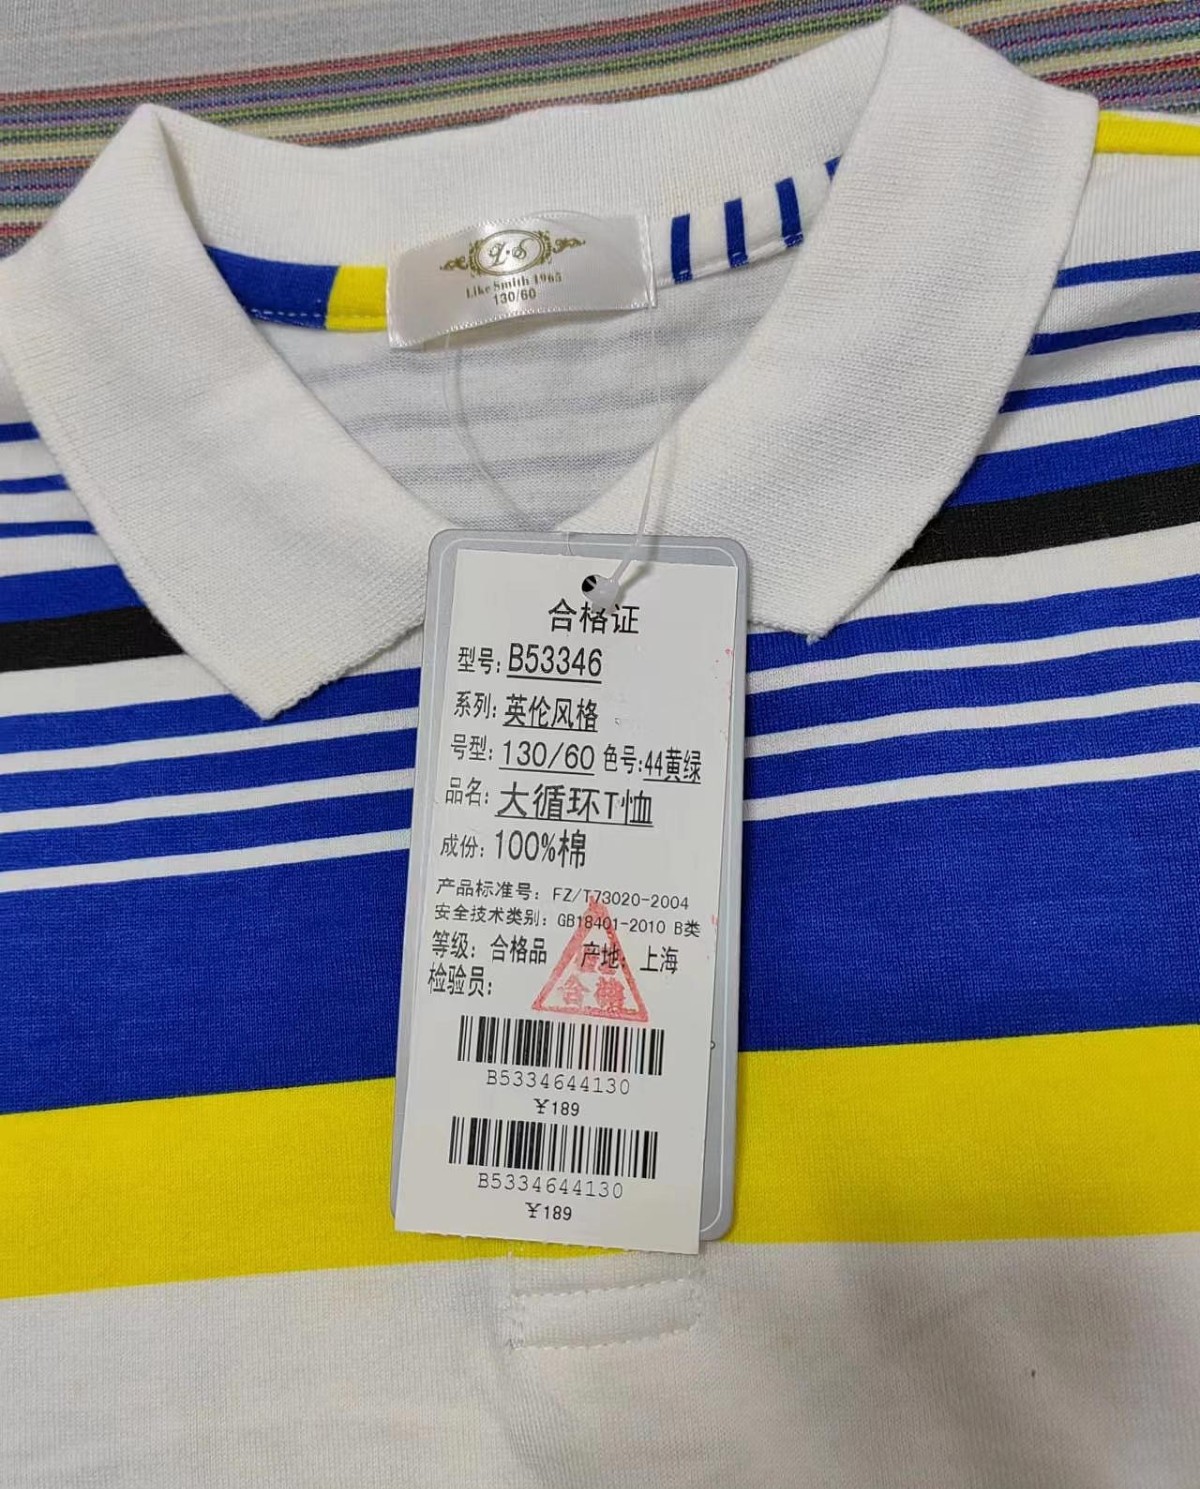 L·S
Like Smith 1965
130/60
合格证
型号: B53346
系列: 英伦风格
号型: 130/60 色号:44黄绿
品名: 大循环T恤
成份: 100%棉
产品标准号: FZ/T73020-2004
安全技术类别: GB18401-2010 B类
等级: 合格品 产地: 上海
检验员:
合格
B5334644130
¥189
B5334644130
¥189